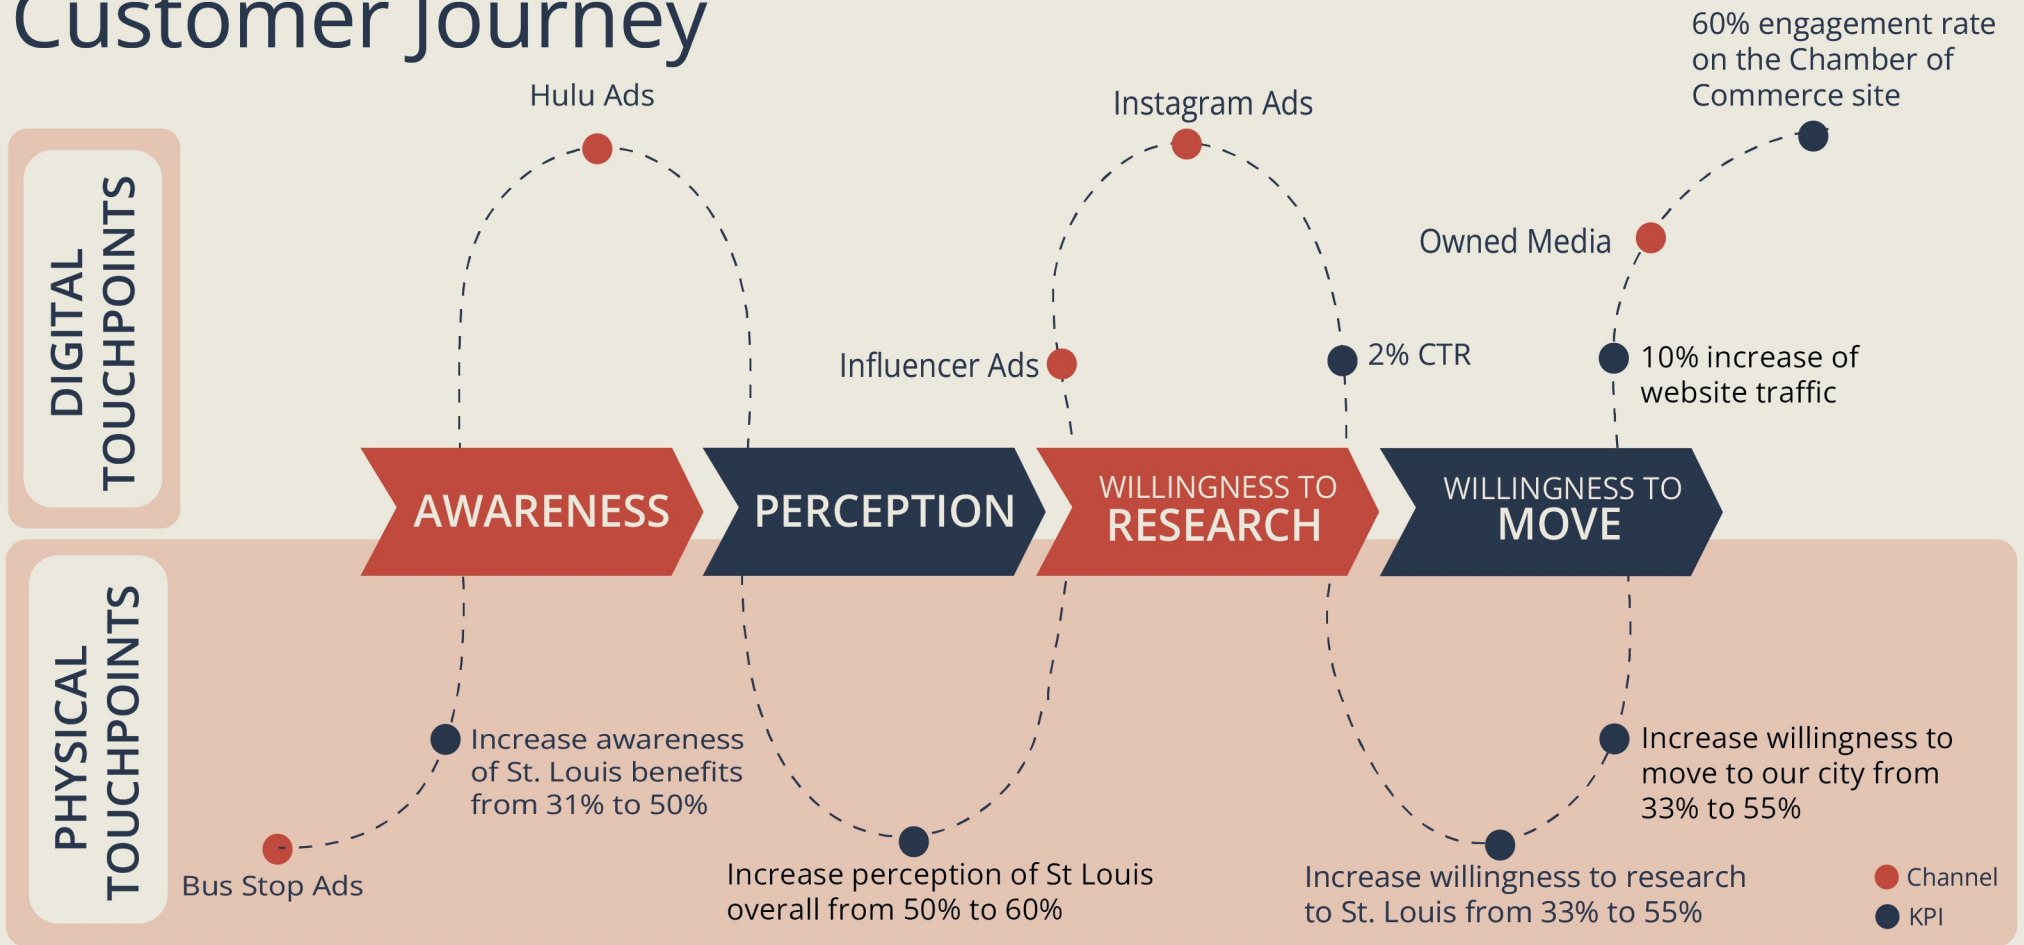 Customer Journey
60% engagement rate
on the Chamber of
Commerce site
Hulu Ads
Instagram Ads
Owned Media
Influencer Ads
2% CTR
10% increase of
website traffic
DIGITAL
TOUCHPOINTS
AWARENESS
PERCEPTION
WILLINGNESS TO
RESEARCH
WILLINGNESS TO
MOVE
PHYSICAL
TOUCHPOINTS
Increase awareness
of St. Louis benefits
from 31% to 50%
Increase willingness to
move to our city from
33% to 55%
Bus Stop Ads
Increase perception of St Louis
overall from 50% to 60%
Increase willingness to research
to St. Louis from 33% to 55%
Channel
KPI